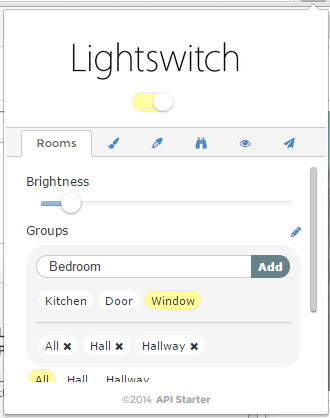 Lightswitch
Rooms
Brightness
Groups
Bedroom Add
Kitchen Door Window
All × Hall × Hallway ×
All Hall Hallway
©2014 API Starter